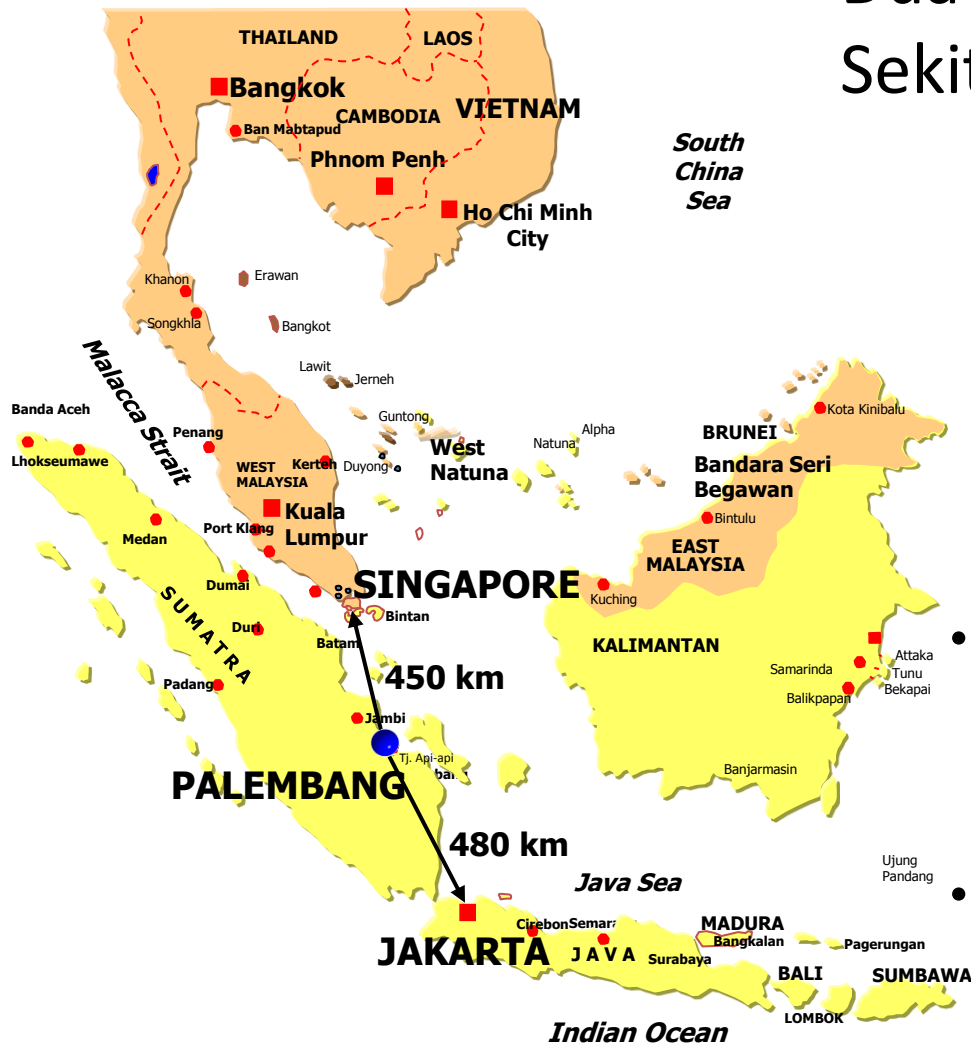 Sekit
THAILAND
LAOS
Bangkok
CAMBODIA
VIETNAM
Ban Mabtapud
Phnom Penh
Ho Chi Minh
City
South
China
Sea
Khanon
Erawan
Songkhla
Bangkot
Malacca Strait
Lawit
Jerneh
Banda Aceh
Lhokseumawe
Penang
Guntong
WEST
MALAYSIA
Kerteh
Duyong
West
Natuna
Natuna
Alpha
Kota Kinibalu
BRUNEI
Bandara Seri
Begawan
Bintulu
Medan
Port Klang
Kuala
Lumpur
EAST
MALAYSIA
Dumai
SINGAPORE
Kuching
SUMATRA
Duri
Batam
Bintan
KALIMANTAN
Attaka
Tunu
Bekapai
Samarinda
Balikpapan
Padang
450 km
Jambi
Tj. Api-api
PALEMBANG
Banjarmasin
480 km
Java Sea
Ujung
Pandang
JAKARTA
Cirebon
Semara
JAVA
Surabaya
MADURA
Bangkalan
Pagerungan
BALI
SUMBAWA
LOMBOK
Indian Ocean